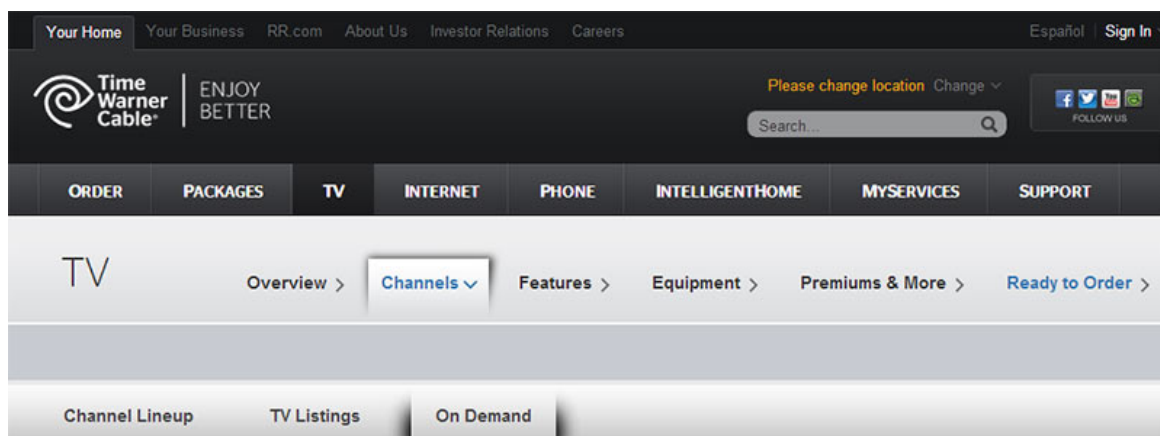 Your Home Your Business RR.com About Us Investor Relations Careers Español Sign In
Time Warner Cable ENJOY BETTER
Please change location Change
Search...
FOLLOW US
ORDER PACKAGES TV INTERNET PHONE INTELLIGENTHOME MYSERVICES SUPPORT
TV Overview Channels Features Equipment Premiums & More Ready to Order
Channel Lineup TV Listings On Demand